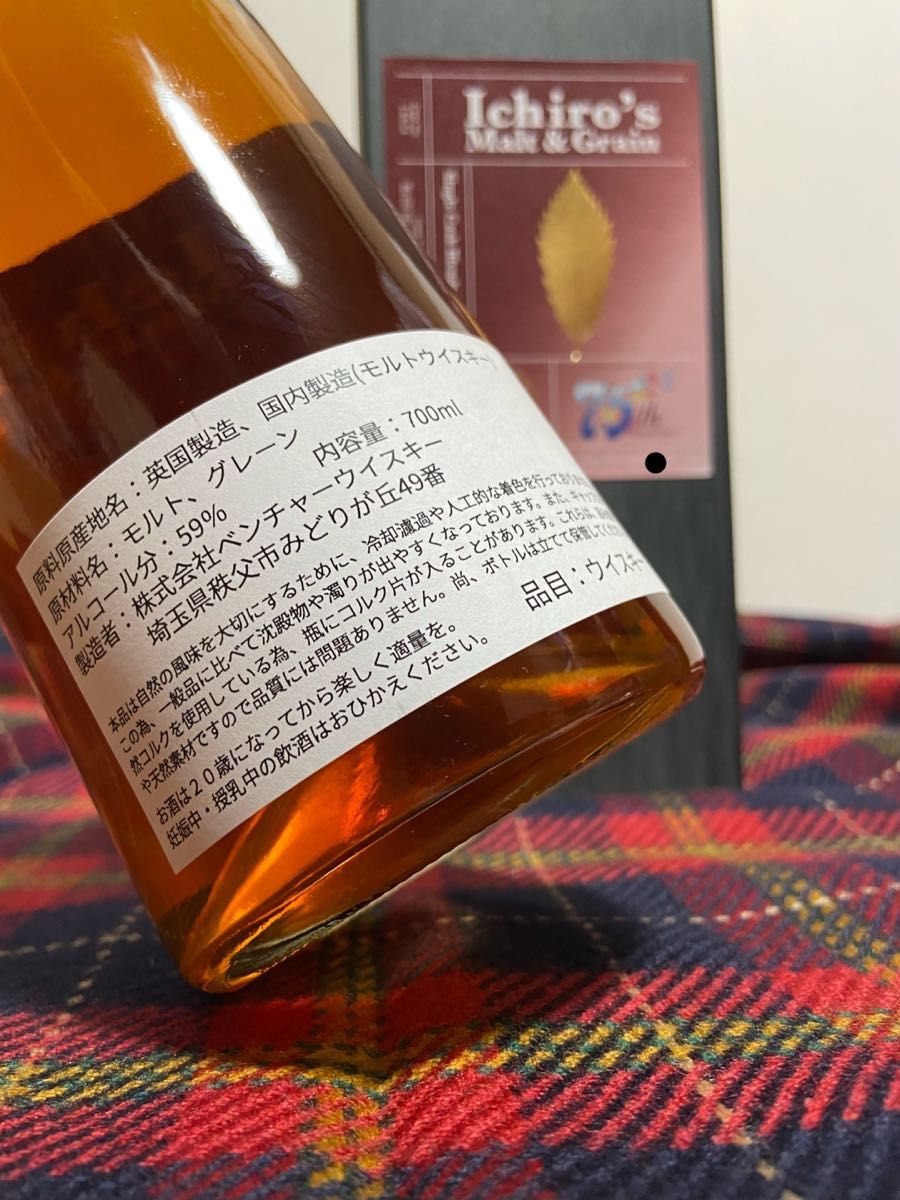 Ichiro's
Malt & Grain
75th
原料原産地名：英国製造、国内製造(モルトウイスキー)
原材料名：モルト、グレーン
内容量：700ml
アルコール分：59%
製造者：株式会社ベンチャーウイスキー
埼玉県秩父市みどりが丘49番
本品は自然の風味を大切にするために、冷却濾過や人工的な着色を行っておりま
この為、一般品に比べて沈殿物や濁りが出やすくなっております。また、キャップに
然コルクを使用している為、瓶にコルク片が入ることがあります。これらは、
や天然素材ですので品質には問題ありません。尚、ボトルは立てて保管してくだ
品目：ウイスキー
お酒は20歳になってから楽しく適量を。
妊娠中・授乳中の飲酒はおひかえください。